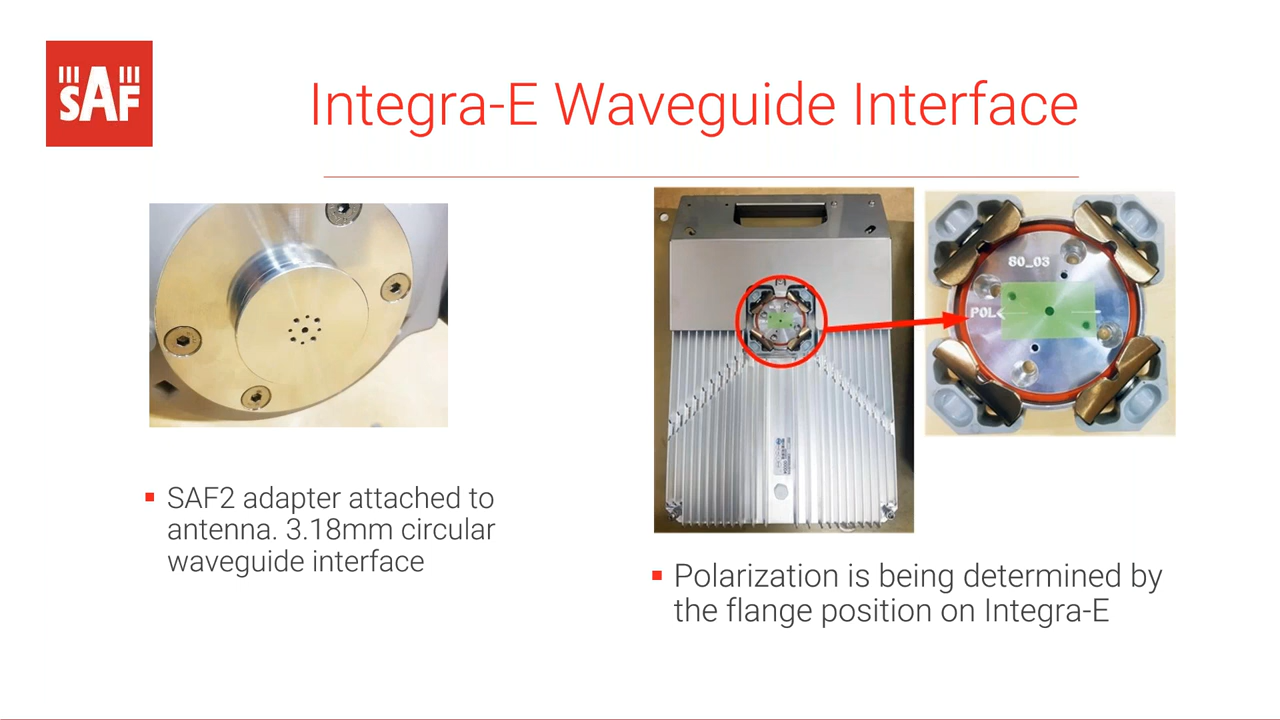 SAF
Integra-E Waveguide Interface
80_03
POL
SAF2 adapter attached to
antenna. 3.18mm circular
waveguide interface
Polarization is being determined by
the flange position on Integra-E